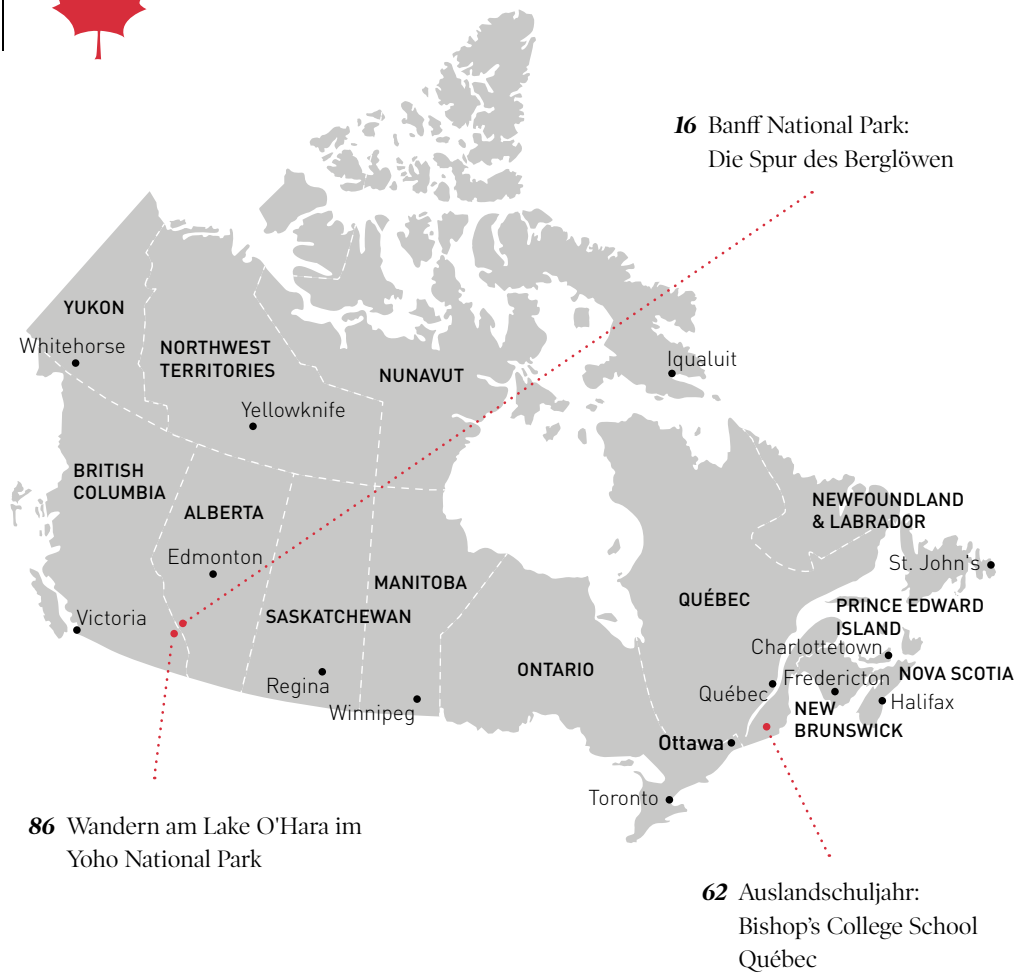 16 Banff National Park:
Die Spur des Berglöwen
YUKON
Whitehorse
NORTHWEST
TERRITORIES
NUNAVUT
Iqualuit
Yellowknife
BRITISH
COLUMBIA
ALBERTA
NEWFOUNDLAND
& LABRADOR
Edmonton
St. John's
MANITOBA
QUÉBEC
PRINCE EDWARD
ISLAND
Victoria
SASKATCHEWAN
Charlottetown
ONTARIO
Fredericton
NOVA SCOTIA
Regina
Québec
Halifax
Winnipeg
NEW
BRUNSWICK
Ottawa
Toronto
86 Wandern am Lake O'Hara im
Yoho National Park
62 Auslandschuljahr:
Bishop’s College School
Québec